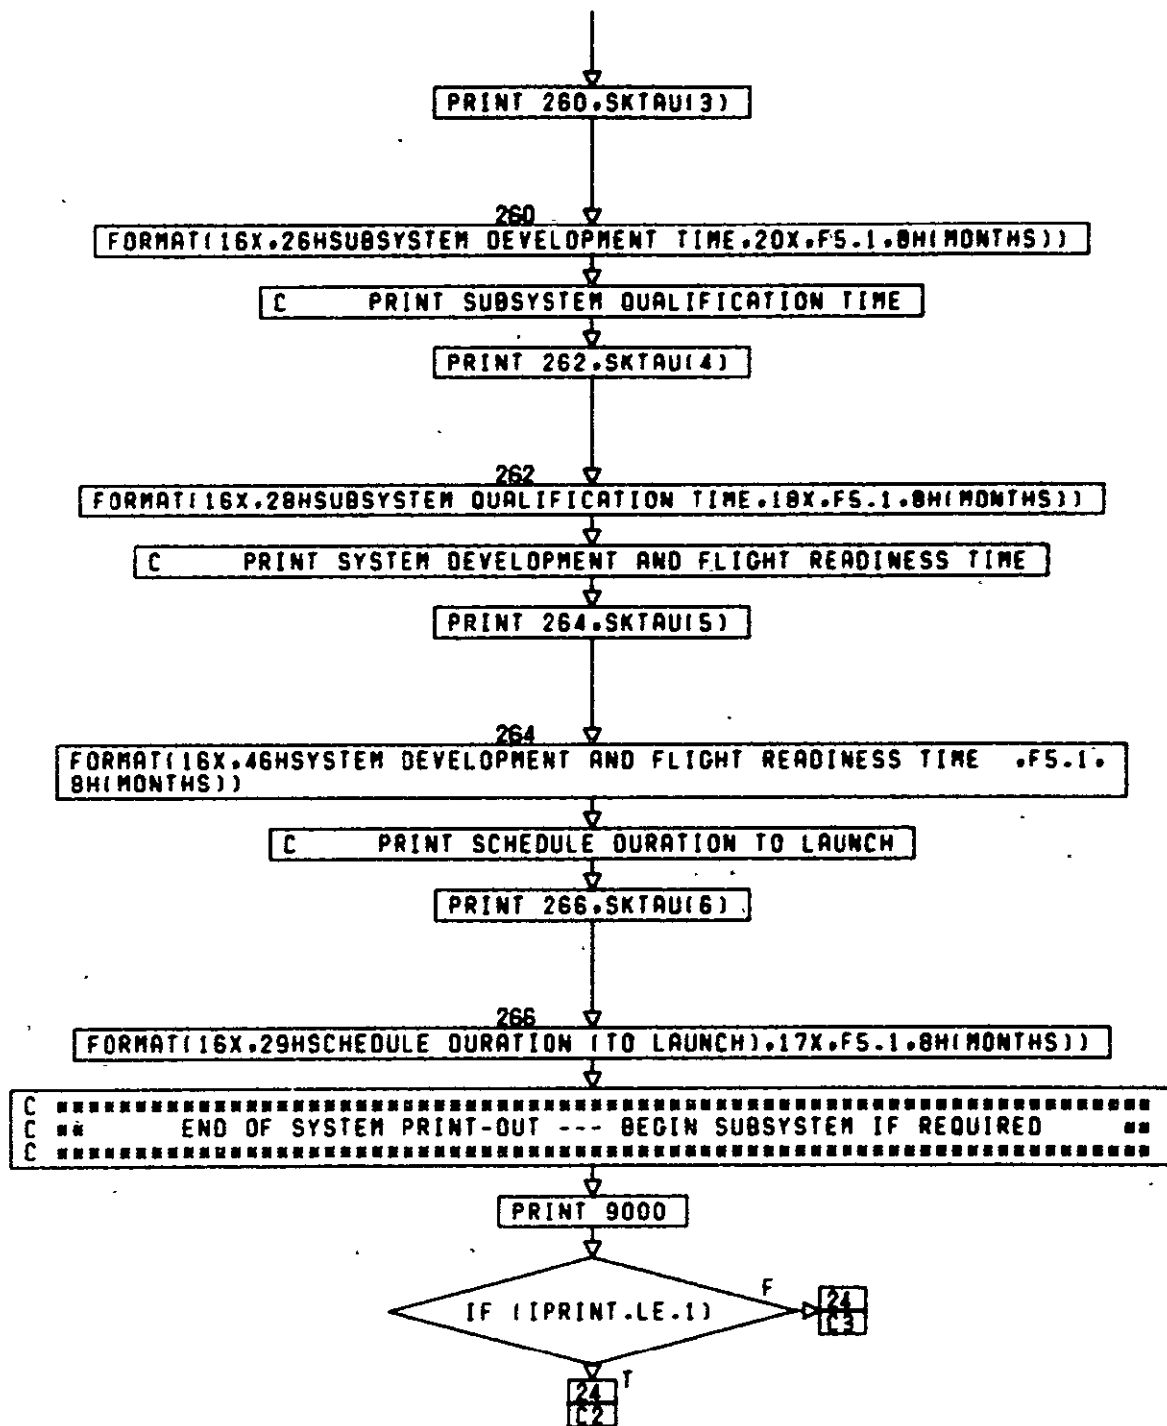 PRINT 260,SKTAU(3)
260
FORMAT(16X,26HSUBSYSTEM DEVELOPMENT TIME,20X,F5.1,8H(MONTHS))
C PRINT SUBSYSTEM QUALIFICATION TIME
PRINT 262,SKTAU(4)
262
FORMAT(16X,28HSUBSYSTEM QUALIFICATION TIME,18X,F5.1,8H(MONTHS))
C PRINT SYSTEM DEVELOPMENT AND FLIGHT READINESS TIME
PRINT 264,SKTAU(5)
264
FORMAT(16X,46HSYSTEM DEVELOPMENT AND FLIGHT READINESS TIME ,F5.1,
8H(MONTHS))
C PRINT SCHEDULE DURATION TO LAUNCH
PRINT 266,SKTAU(6)
266
FORMAT(16X,29HSCHEDULE DURATION (TO LAUNCH),17X,F5.1,8H(MONTHS))
C **********************************************************************
C ** END OF SYSTEM PRINT-OUT --- BEGIN SUBSYSTEM IF REQUIRED **
C **********************************************************************
PRINT 9000
IF (IPRINT.LE.1)
F
24
C3
T
24
C2